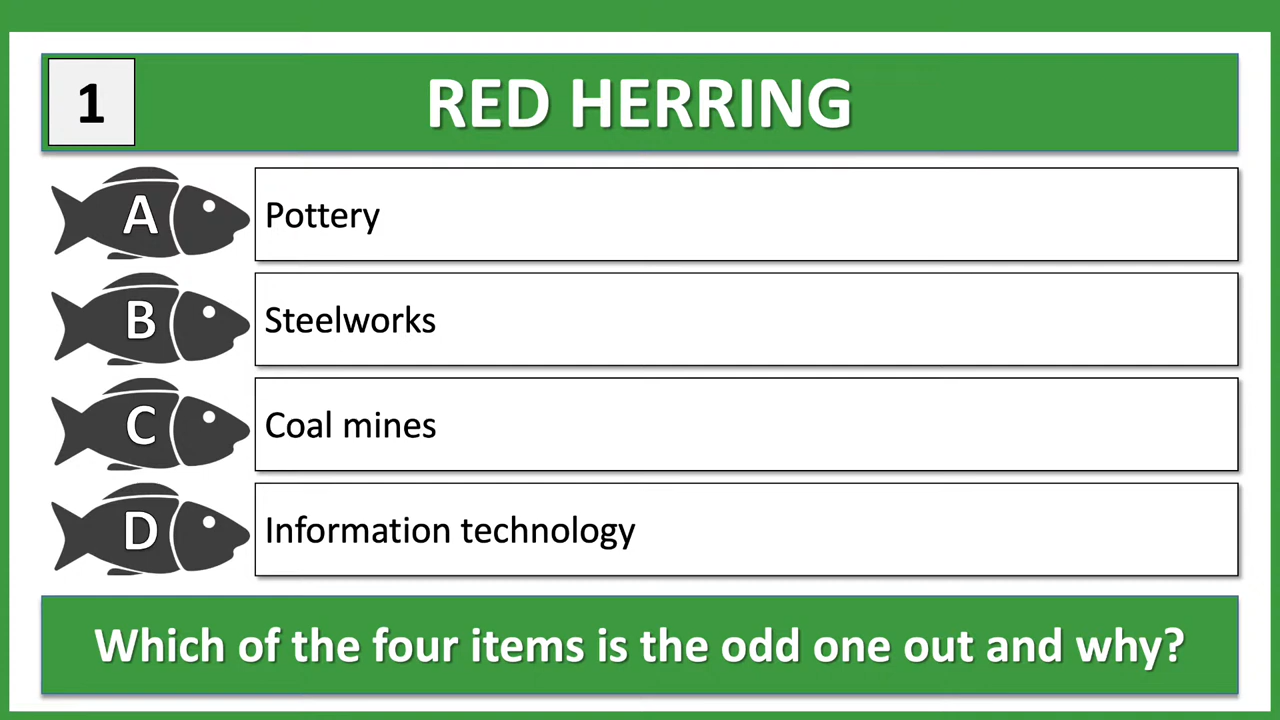 1
RED HERRING
A
Pottery
B
Steelworks
C
Coal mines
D
Information technology
Which of the four items is the odd one out and why?